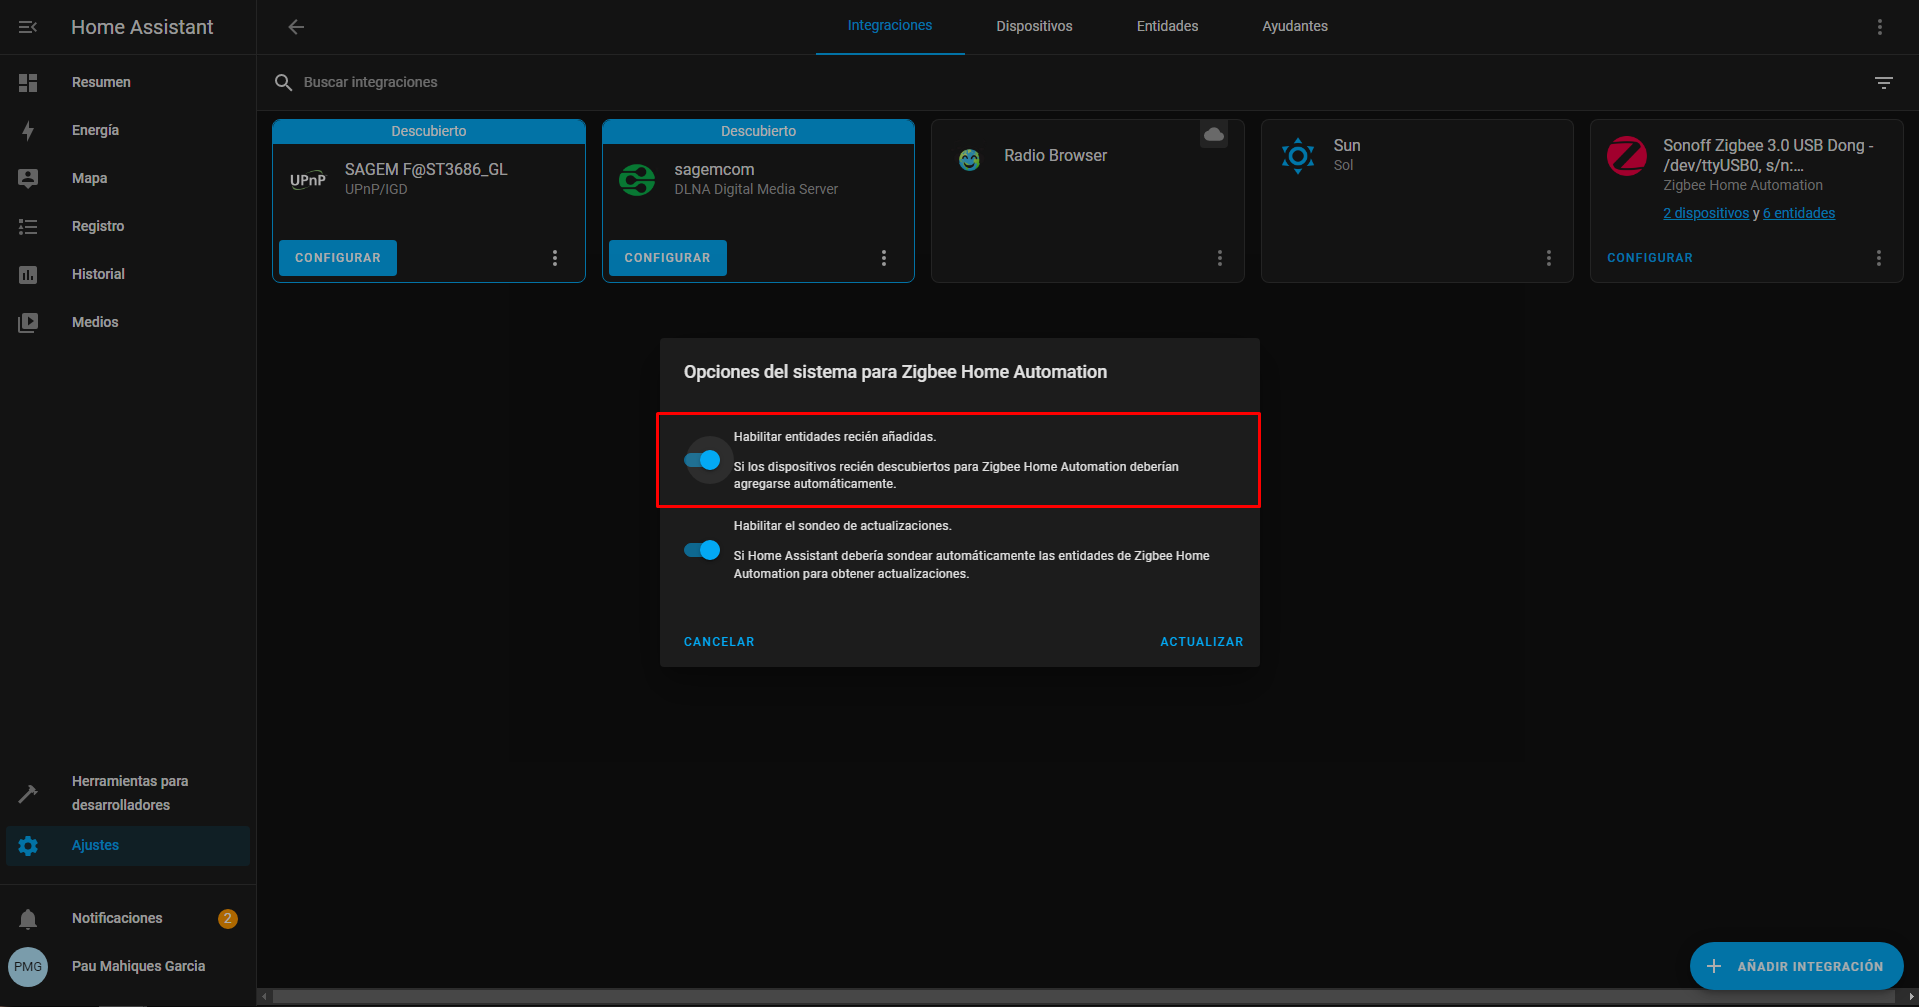 Home Assistant
Integraciones
Dispositivos
Entidades
Ayudantes
Resumen
Energía
Mapa
Registro
Historial
Medios
Buscar integraciones
Descubierto
UPnP
SAGEM F@ST3686_GL
UPnP/IGD
CONFIGURAR
Descubierto
sagemcom
DLNA Digital Media Server
CONFIGURAR
Radio Browser
Sun
Sol
Sonoff Zigbee 3.0 USB Dong -
/dev/ttyUSB0, s/n:...
Zigbee Home Automation
2 dispositivos y 6 entidades
CONFIGURAR
Opciones del sistema para Zigbee Home Automation
Habilitar entidades recién añadidas.
Si los dispositivos recién descubiertos para Zigbee Home Automation deberían
agregarse automáticamente.
Habilitar el sondeo de actualizaciones.
Si Home Assistant debería sondear automáticamente las entidades de Zigbee Home
Automation para obtener actualizaciones.
CANCELAR
ACTUALIZAR
Herramientas para
desarrolladores
Ajustes
Notificaciones
2
PMG
Pau Mahiques Garcia
AÑADIR INTEGRACIÓN